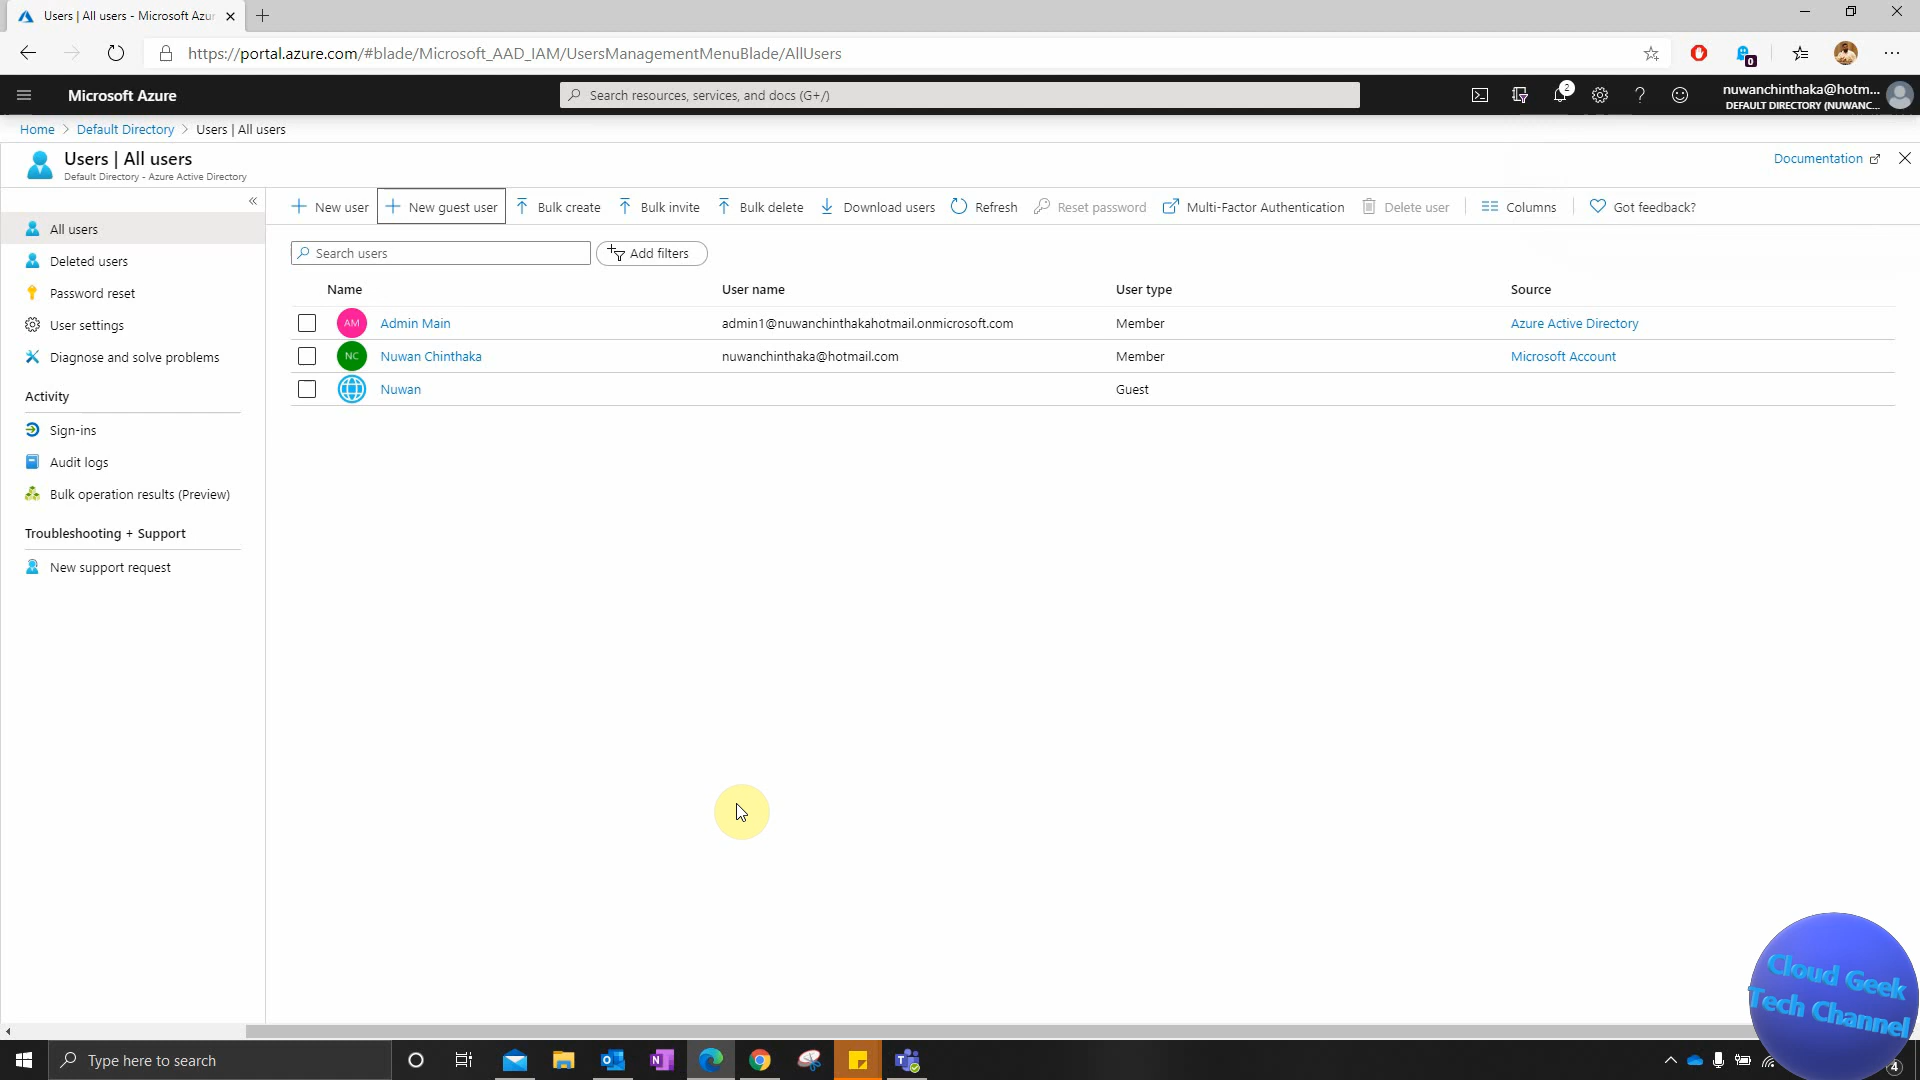 Users | All users - Microsoft Azur
https://portal.azure.com/#blade/Microsoft_AAD_IAM/UsersManagementMenuBlade/AllUsers
0
Microsoft Azure
Search resources, services, and docs (G+/)
2
nuwanchinthaka@hotm...
DEFAULT DIRECTORY (NUWANC...
Home > Default Directory > Users | All users
Users | All users
Default Directory - Azure Active Directory
Documentation
New user
New guest user
Bulk create
Bulk invite
Bulk delete
Download users
Refresh
Reset password
Multi-Factor Authentication
Delete user
Columns
Got feedback?
All users
Deleted users
Password reset
User settings
Diagnose and solve problems
Activity
Sign-ins
Audit logs
Bulk operation results (Preview)
Troubleshooting + Support
New support request
Search users
Add filters
Name User name User type Source
AM Admin Main admin1@nuwanchinthakahotmail.onmicrosoft.com Member Azure Active Directory
NC Nuwan Chinthaka nuwanchinthaka@hotmail.com Member Microsoft Account
Nuwan Guest
Cloud Geek
Tech Channel
Type here to search
4